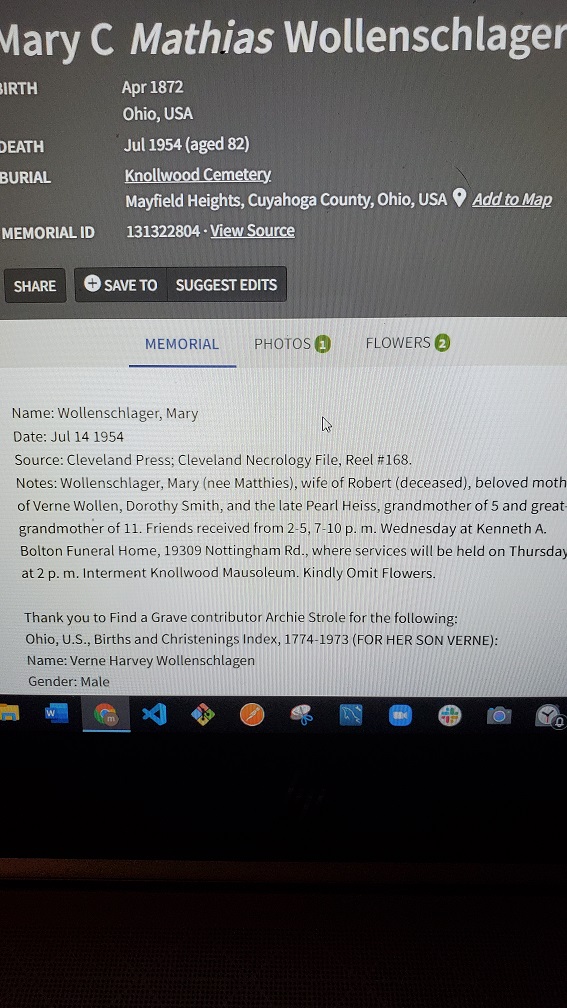 Mary C Mathias Wollenschlager
BIRTH Apr 1872
Ohio, USA
DEATH Jul 1954 (aged 82)
BURIAL Knollwood Cemetery
Mayfield Heights, Cuyahoga County, Ohio, USA Add to Map
MEMORIAL ID 131322804 · View Source
SHARE SAVE TO SUGGEST EDITS
MEMORIAL PHOTOS 1 FLOWERS 2
Name: Wollenschlager, Mary
Date: Jul 14 1954
Source: Cleveland Press; Cleveland Necrology File, Reel #168.
Notes: Wollenschlager, Mary (nee Matthies), wife of Robert (deceased), beloved moth
of Verne Wollen, Dorothy Smith, and the late Pearl Heiss, grandmother of 5 and great-
grandmother of 11. Friends received from 2-5, 7-10 p. m. Wednesday at Kenneth A.
Bolton Funeral Home, 19309 Nottingham Rd., where services will be held on Thursday
at 2 p. m. Interment Knollwood Mausoleum. Kindly Omit Flowers.
Thank you to Find a Grave contributor Archie Strole for the following:
Ohio, U.S., Births and Christenings Index, 1774-1973 (FOR HER SON VERNE):
Name: Verne Harvey Wollenschlagen
Gender: Male
W
m